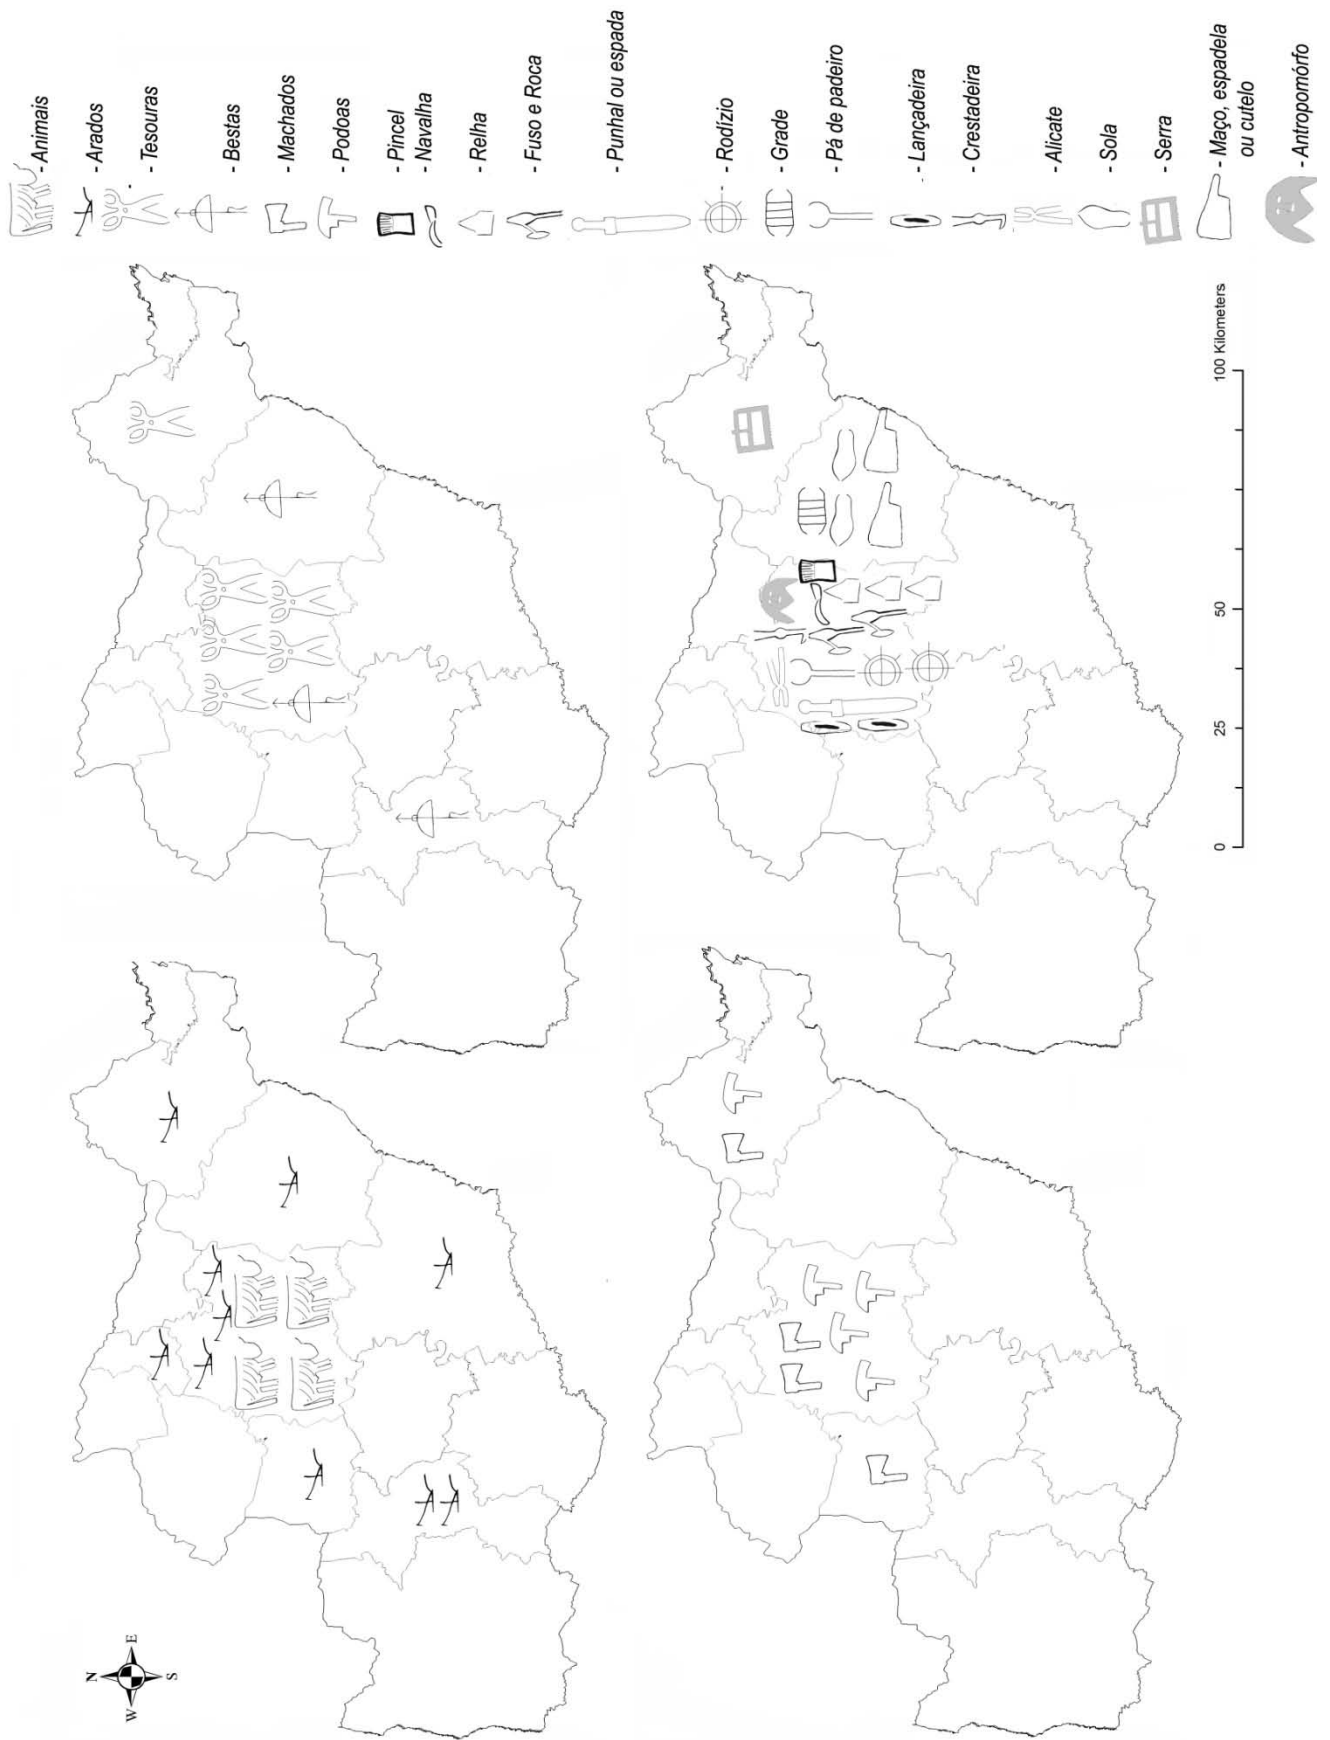 - Animais
- Arados
- Tesouras
- Bestas
- Machados
- Podoas
- Pincel
- Nasvalha
- Relha
- Fuso e Roca
- Punhal ou espada
- Rodízio
- Grade
- Pá de padeiro
- Lançadeira
- Crestadeira
- Alicate
- Sola
- Serra
- Maço, espadela
ou cutelo
- Antropomórfo
N
W
E
S
0
25
50
100 Kilometers